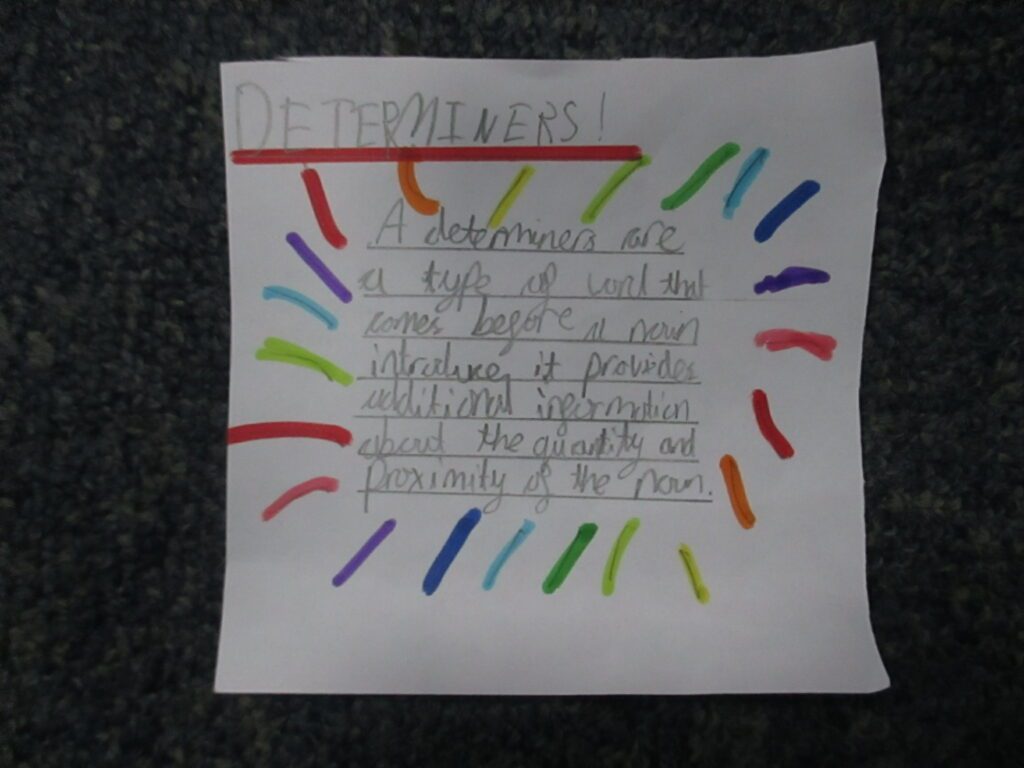 DETERMINERS!
A determiners are
a type of word that
comes before a noun
introduce, it provides
additional information
about the quantity and
proximity of the noun.